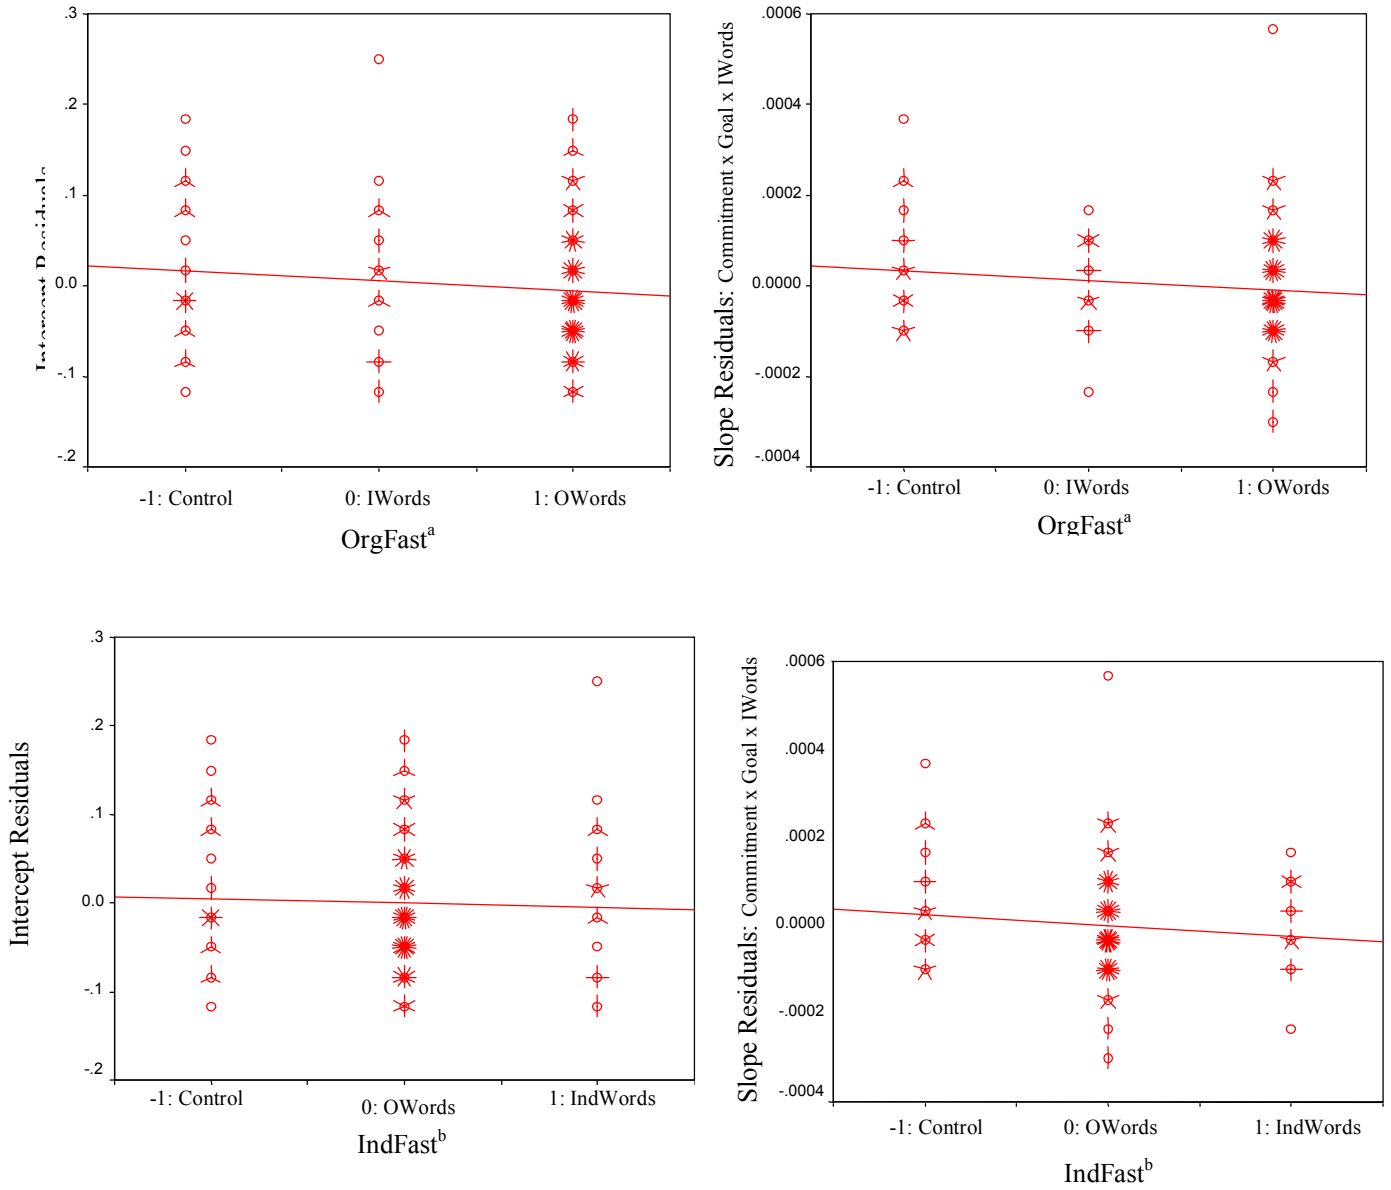 .3
.2
.1
0.0
-.1
-.2
Intercept Residuals
-1: Control
0: IWords
1: OWords
OrgFast^a
.0006
.0004
.0002
0.0000
-.0002
-.0004
Slope Residuals: Commitment x Goal x IWords
-1: Control
0: IWords
1: OWords
OrgFast^a
.3
.2
.1
0.0
-.1
-.2
Intercept Residuals
-1: Control
0: OWords
1: IndWords
IndFast^b
.0006
.0004
.0002
0.0000
-.0002
-.0004
Slope Residuals: Commitment x Goal x IWords
-1: Control
0: OWords
1: IndWords
IndFast^b